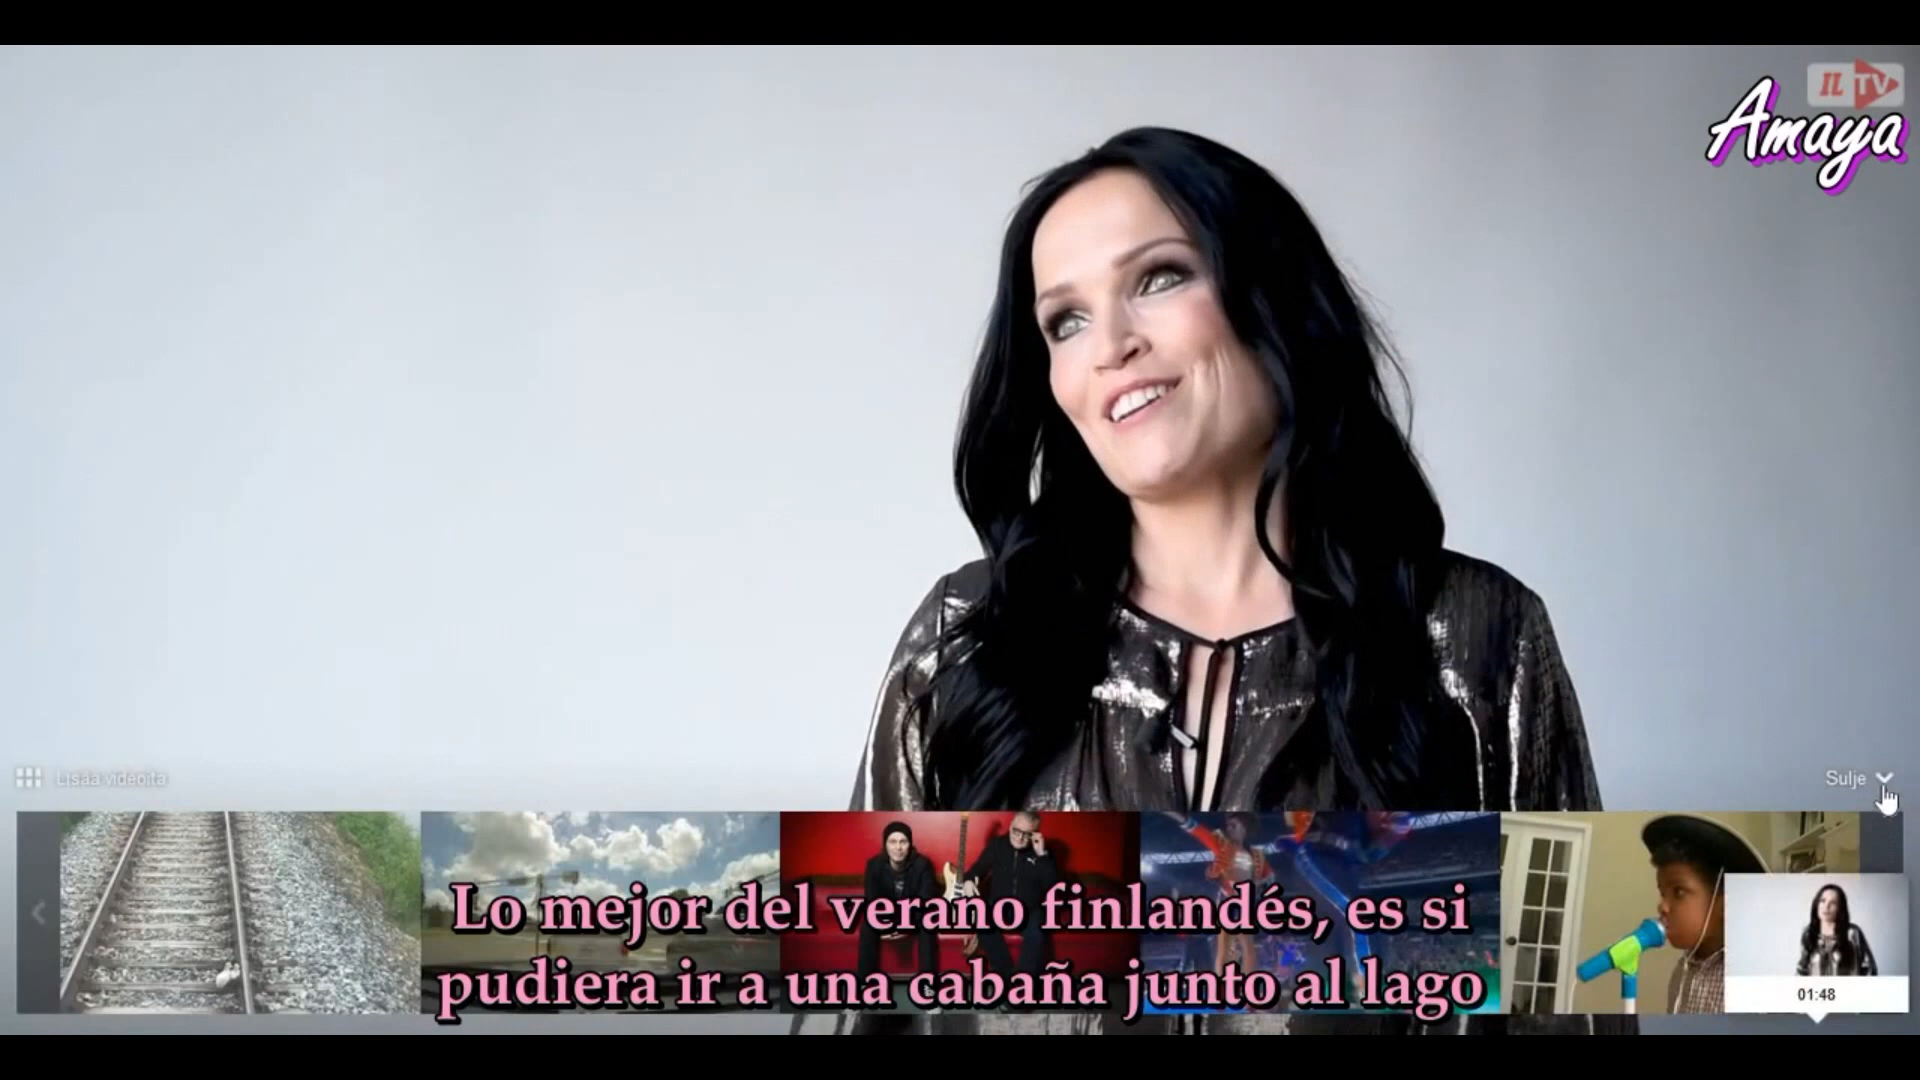 IL TV
Amaya
Lisää videoita
Sulje
Lo mejor del verano finlandés, es si
pudiera ir a una cabaña junto al lago
01:48